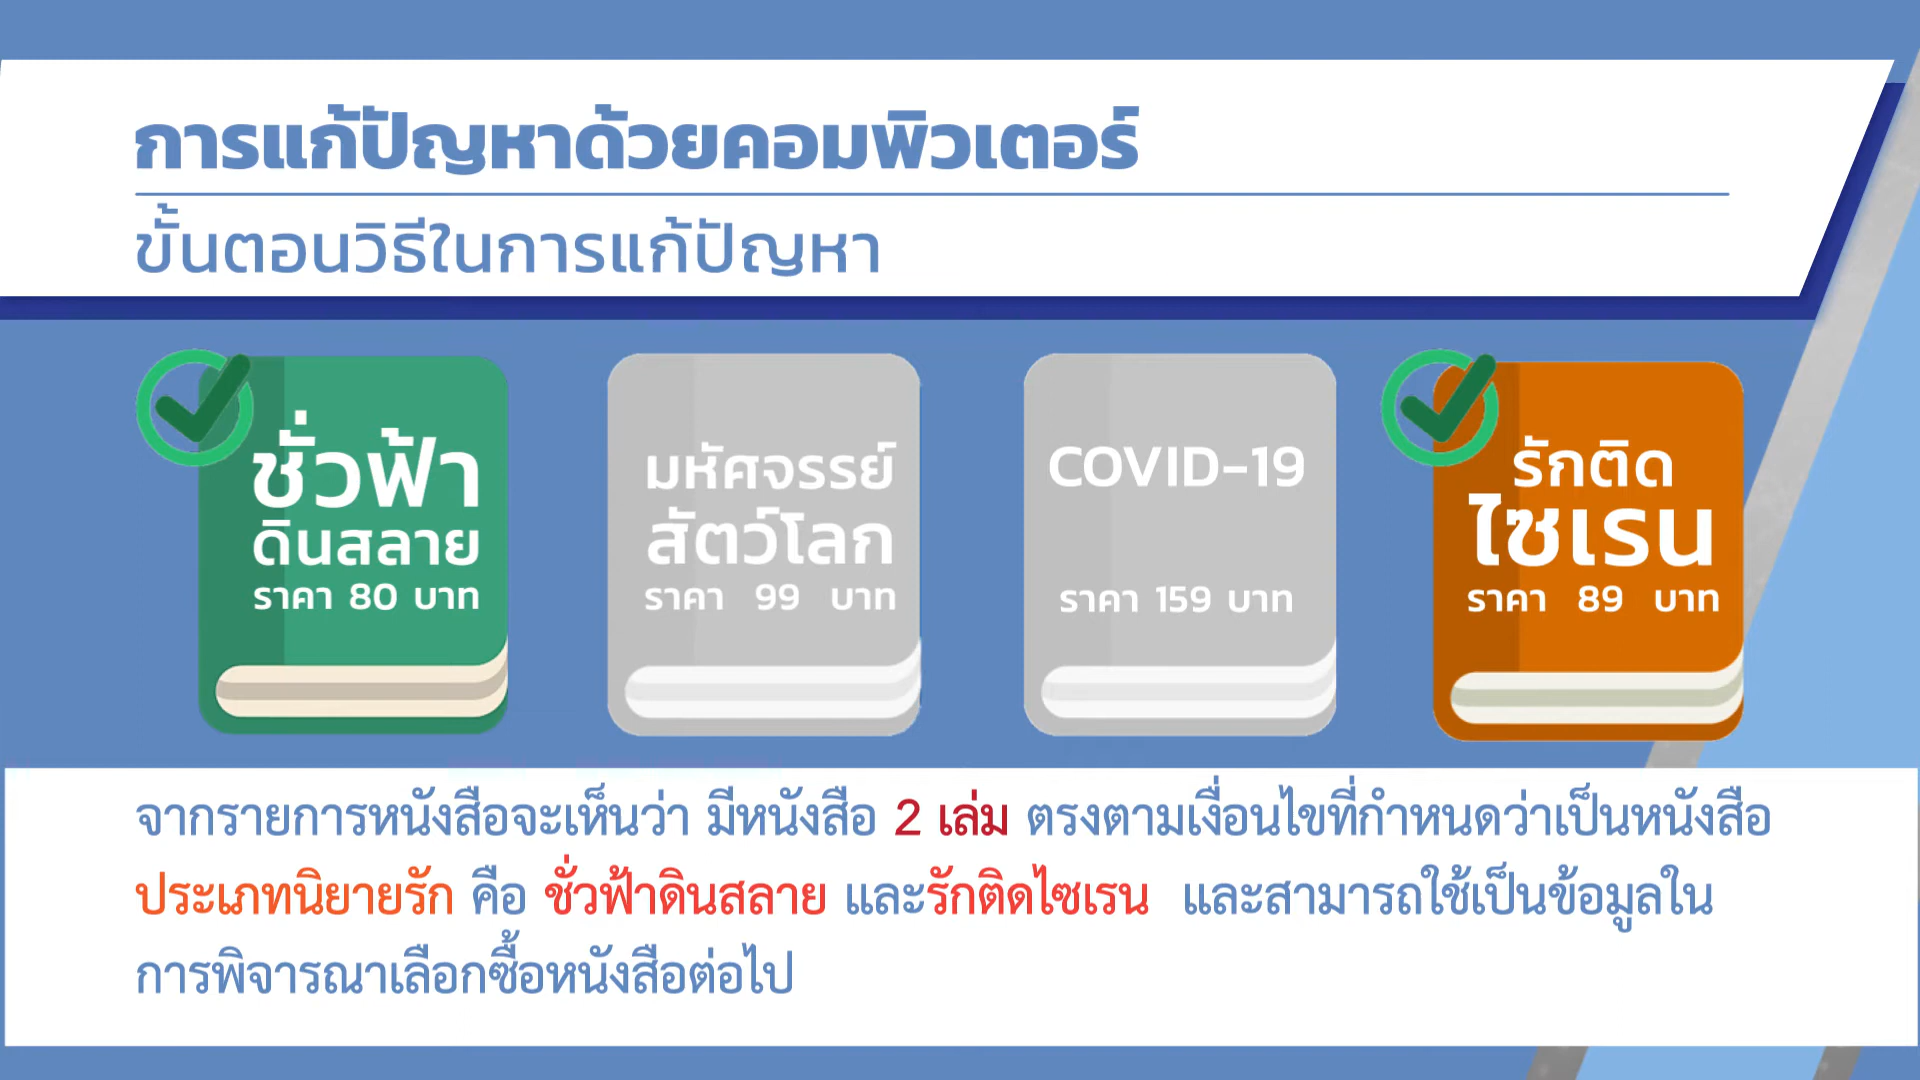 การแก้ปัญหาด้วยคอมพิวเตอร์
ขั้นตอนวิธีในการแก้ปัญหา
ชั่วฟ้า
ดินสลาย
ราคา 80 บาท
มหัศจรรย์
สัตว์โลก
ราคา 99 บาท
COVID-19
ราคา 159 บาท
รักติด
ไซเรน
ราคา 89 บาท
จากรายการหนังสือจะเห็นว่า มีหนังสือ 2 เล่ม ตรงตามเงื่อนไขที่กำหนดว่าเป็นหนังสือ
ประเภทนิยายรัก คือ ชั่วฟ้าดินสลาย และรักติดไซเรน และสามารถใช้เป็นข้อมูลใน
การพิจารณาเลือกซื้อหนังสือต่อไป